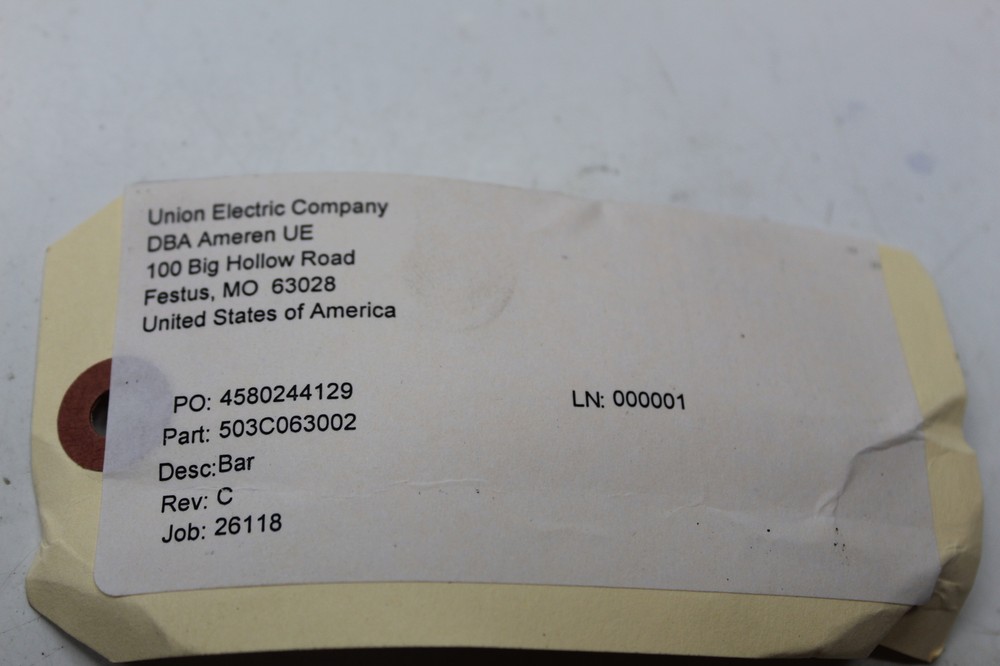 Union Electric Company
DBA Ameren UE
100 Big Hollow Road
Festus, MO  63028
United States of America
PO: 4580244129
LN: 000001
Part: 503C063002
Desc:Bar
Rev: C
Job: 26118